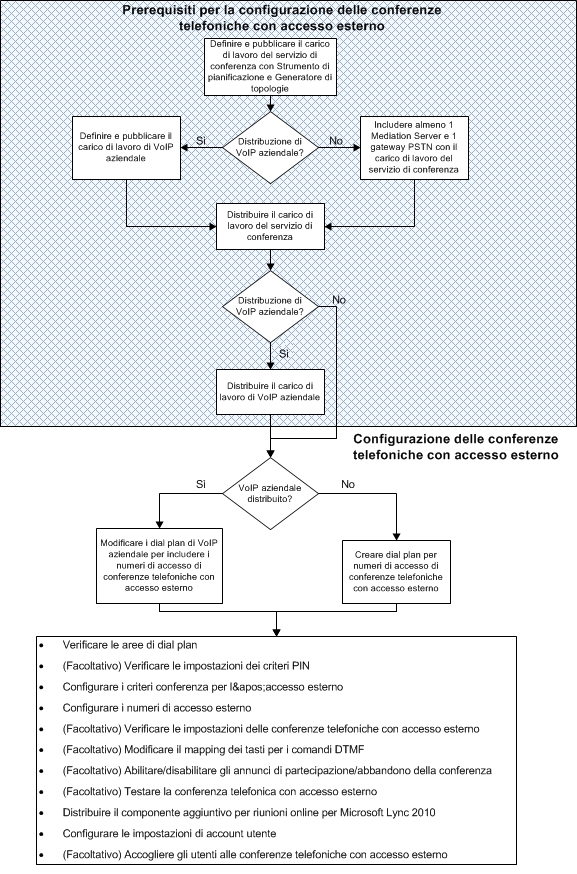 Prerequisiti per la configurazione delle conferenze
telefoniche con accesso esterno
Definire e pubblicare il carico
di lavoro del servizio di
conferenza con Strumento di
pianificazione e Generatore di
topologie
Distribuzione di
VoIP aziendale?
Sì
No
Definire e pubblicare il
carico di lavoro di VoIP
aziendale
Includere almeno 1
Mediation Server e 1
gateway PSTN con il
carico di lavoro del
servizio di conferenza
Distribuire il carico di
lavoro del servizio di
conferenza
Distribuzione di
VoIP aziendale?
No
Sì
Distribuire il carico di
lavoro di VoIP aziendale
Configurazione delle conferenze
telefoniche con accesso esterno
VoIP aziendale
distribuito?
Sì
No
Modificare i dial plan di VoIP
aziendale per includere i
numeri di accesso di
conferenze telefoniche con
accesso esterno
Creare dial plan per
numeri di accesso di
conferenze telefoniche
con accesso esterno
• Verificare le aree di dial plan
• (Facoltativo) Verificare le impostazioni dei criteri PIN
• Configurare i criteri conferenza per l&apos;accesso esterno
• Configurare i numeri di accesso esterno
• (Facoltativo) Verificare le impostazioni delle conferenze telefoniche con accesso esterno
• (Facoltativo) Modificare il mapping dei tasti per i comandi DTMF
• (Facoltativo) Abilitare/disabilitare gli annunci di partecipazione/abbandono della conferenza
• (Facoltativo) Testare la conferenza telefonica con accesso esterno
• Distribuire il componente aggiuntivo per riunioni online per Microsoft Lync 2010
• Configurare le impostazioni di account utente
• (Facoltativo) Accogliere gli utenti alle conferenze telefoniche con accesso esterno